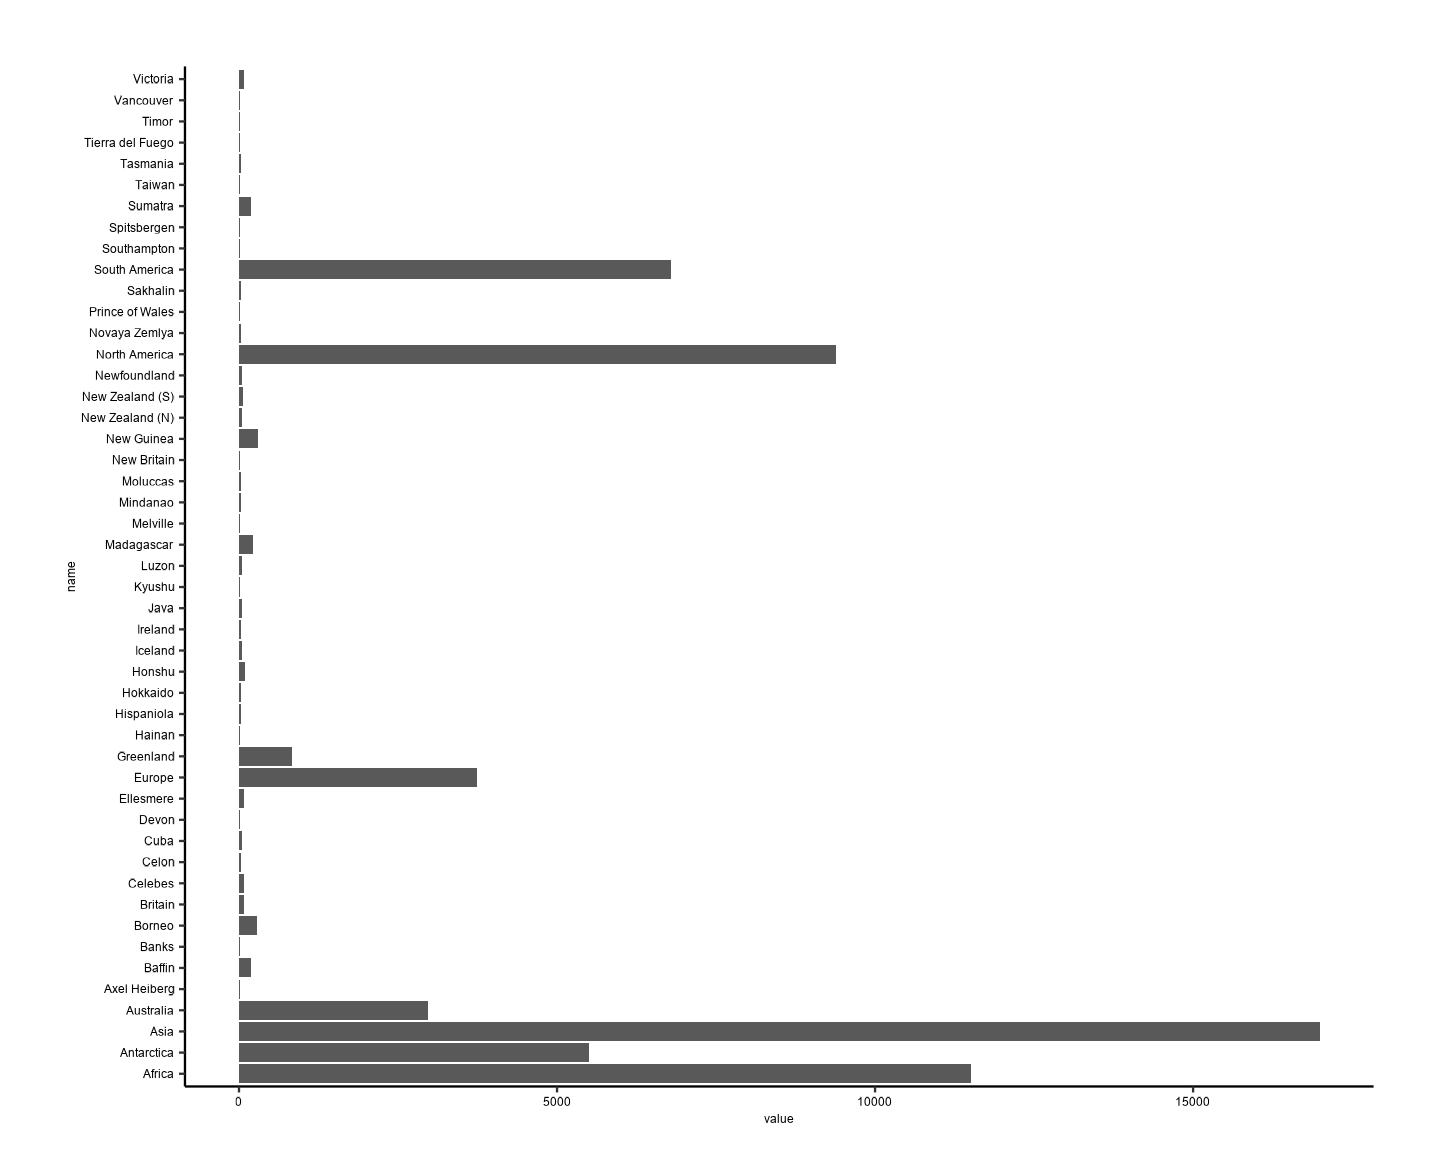 Victoria
Vancouver
Timor
Tierra del Fuego
Tasmania
Taiwan
Sumatra
Spitsbergen
Southampton
South America
Sakhalin
Prince of Wales
Novaya Zemlya
North America
Newfoundland
New Zealand (S)
New Zealand (N)
New Guinea
New Britain
Moluccas
Mindanao
Melville
Madagascar
Luzon
Kyushu
Java
Ireland
Iceland
Honshu
Hokkaido
Hispaniola
Hainan
Greenland
Europe
Ellesmere
Devon
Cuba
Celon
Celebes
Britain
Borneo
Banks
Baffin
Axel Heiberg
Australia
Asia
Antarctica
Africa
name
0 5000 10000 15000
value